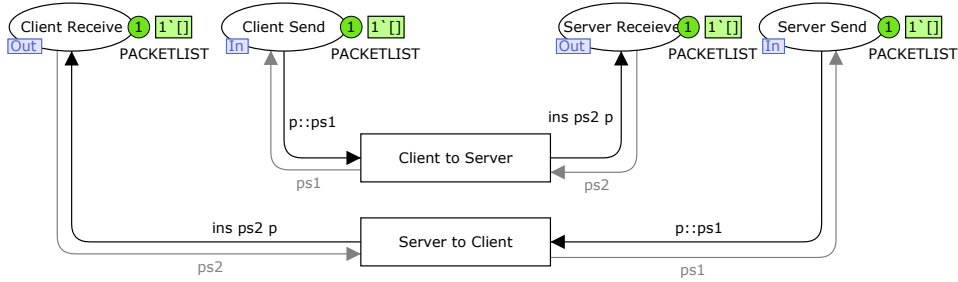 Client Receive 1 1`[]
Client Send 1 1`[]
Server Receieve 1 1`[]
Server Send 1 1`[]
Out
In
Out
In
PACKETLIST
PACKETLIST
PACKETLIST
PACKETLIST
p::ps1
ins ps2 p
Client to Server
ps1
ps2
ins ps2 p
p::ps1
Server to Client
ps2
ps1